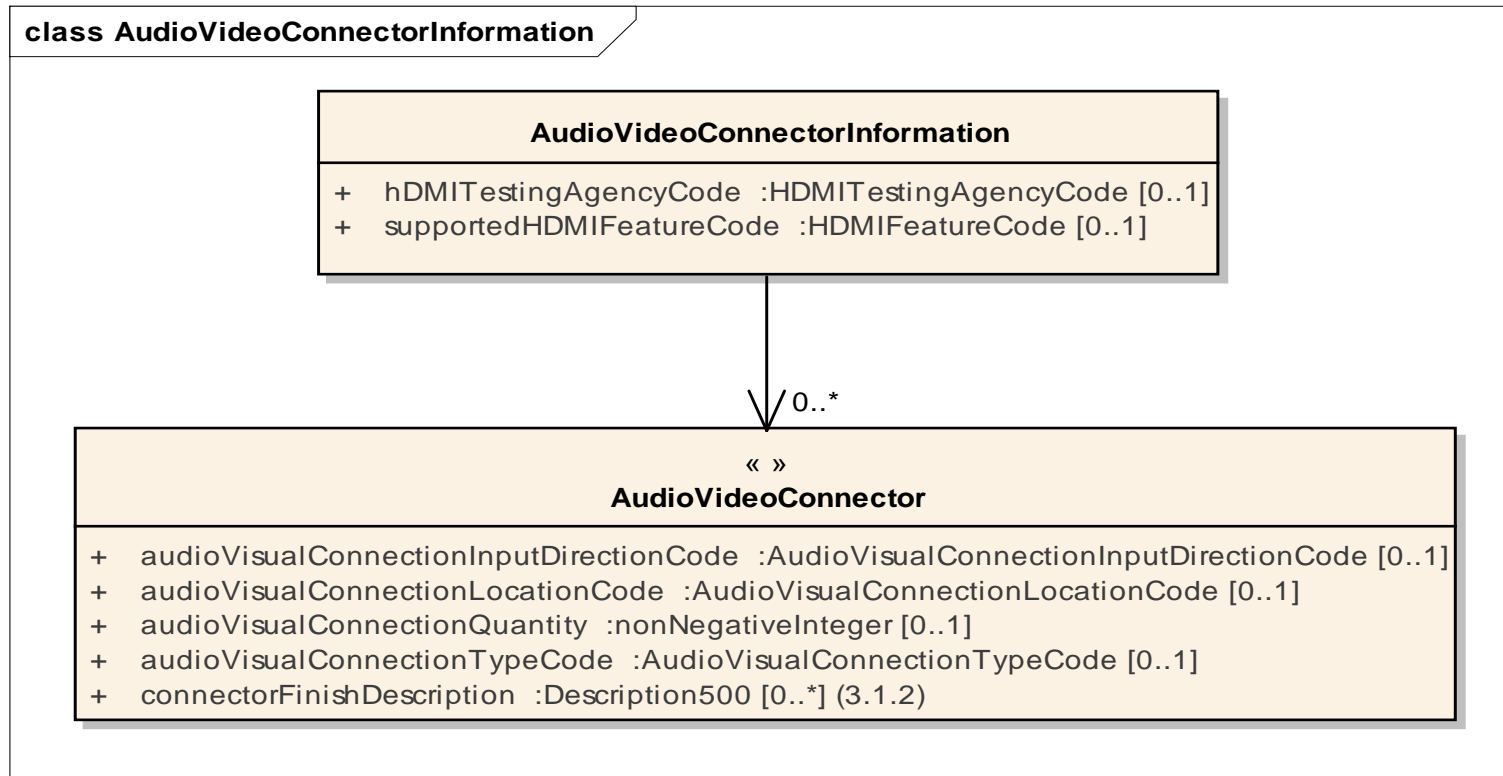 class AudioVideoConnectorInformation
AudioVideoConnectorInformation
+ hDMITestingAgencyCode :HDMITestingAgencyCode [0..1]
+ supportedHDMIFeatureCode :HDMIFeatureCode [0..1]
0..*
« »
AudioVideoConnector
+ audioVisualConnectionInputDirectionCode :AudioVisualConnectionInputDirectionCode [0..1]
+ audioVisualConnectionLocationCode :AudioVisualConnectionLocationCode [0..1]
+ audioVisualConnectionQuantity :nonNegativeInteger [0..1]
+ audioVisualConnectionTypeCode :AudioVisualConnectionTypeCode [0..1]
+ connectorFinishDescription :Description500 [0..*] (3.1.2)